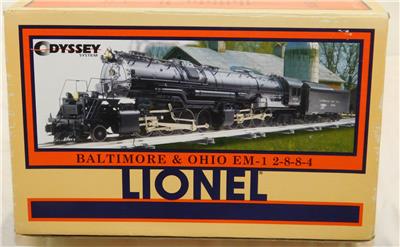 ODYSSEY
SYSTEM
BALTIMORE & OHIO EM-1 2-8-8-4
LIONEL